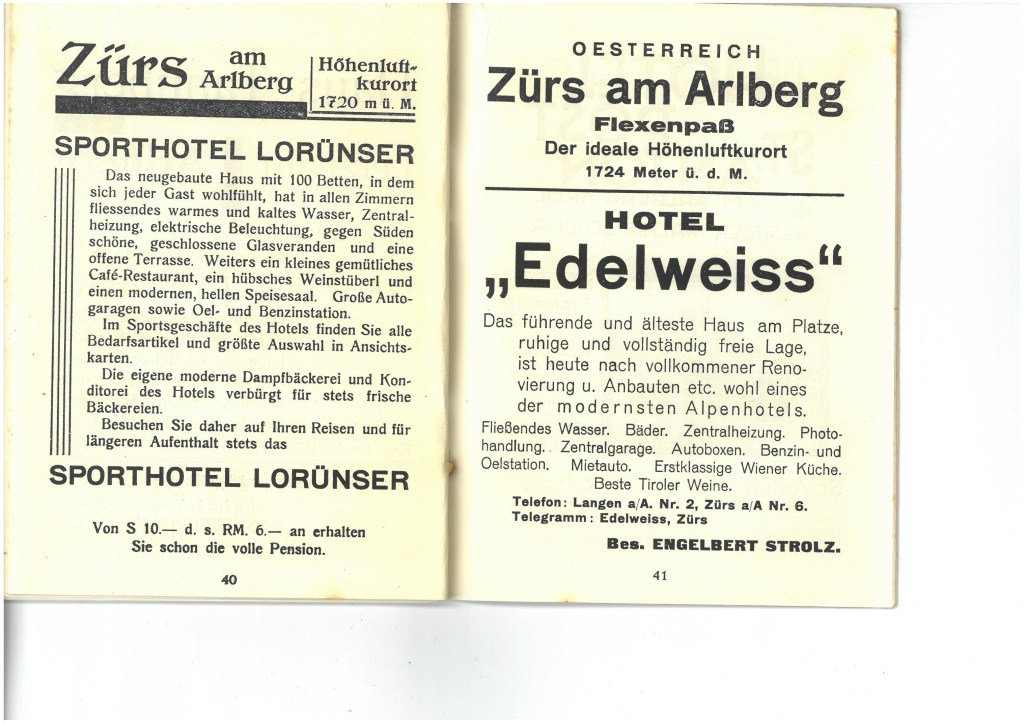 Zürs am Arlberg
Höhenluft-
kurort
1720 m ü. M.
SPORTHOTEL LORÜNSER
Das neugebaute Haus mit 100 Betten, in dem
sich jeder Gast wohlfühlt, hat in allen Zimmern
fliessendes warmes und kaltes Wasser, Zentral-
heizung, elektrische Beleuchtung, gegen Süden
schöne, geschlossene Glasveranden und eine
offene Terrasse. Weiters ein kleines gemütliches
Café-Restaurant, ein hübsches Weinstüberl und
einen modernen, hellen Speisesaal. Große Auto-
garagen sowie Oel- und Benzinstation.
Im Sportsgeschäfte des Hotels finden Sie alle
Bedarfsartikel und größte Auswahl in Ansichts-
karten.
Die eigene moderne Dampfbäckerei und Kon-
ditorei des Hotels verbürgt für stets frische
Bäckereien.
Besuchen Sie daher auf Ihren Reisen und für
längeren Aufenthalt stets das
SPORTHOTEL LORÜNSER
Von S 10.— d. s. RM. 6.— an erhalten
Sie schon die volle Pension.
40
OESTERREICH
Zürs am Arlberg
Flexenpaß
Der ideale Höhenluftkurort
1724 Meter ü. d. M.
HOTEL
„Edelweiss“
Das führende und älteste Haus am Platze,
ruhige und vollständig freie Lage,
ist heute nach vollkommener Reno-
vierung u. Anbauten etc. wohl eines
der modernsten Alpenhotels.
Fließendes Wasser. Bäder. Zentralheizung. Photo-
handlung. Zentralgarage. Autoboxen. Benzin- und
Oelstation. Mietauto. Erstklassige Wiener Küche.
Beste Tiroler Weine.
Telefon: Langen a/A. Nr. 2, Zürs a/A Nr. 6.
Telegramm: Edelweiss, Zürs
Bes. ENGELBERT STROLZ.
41